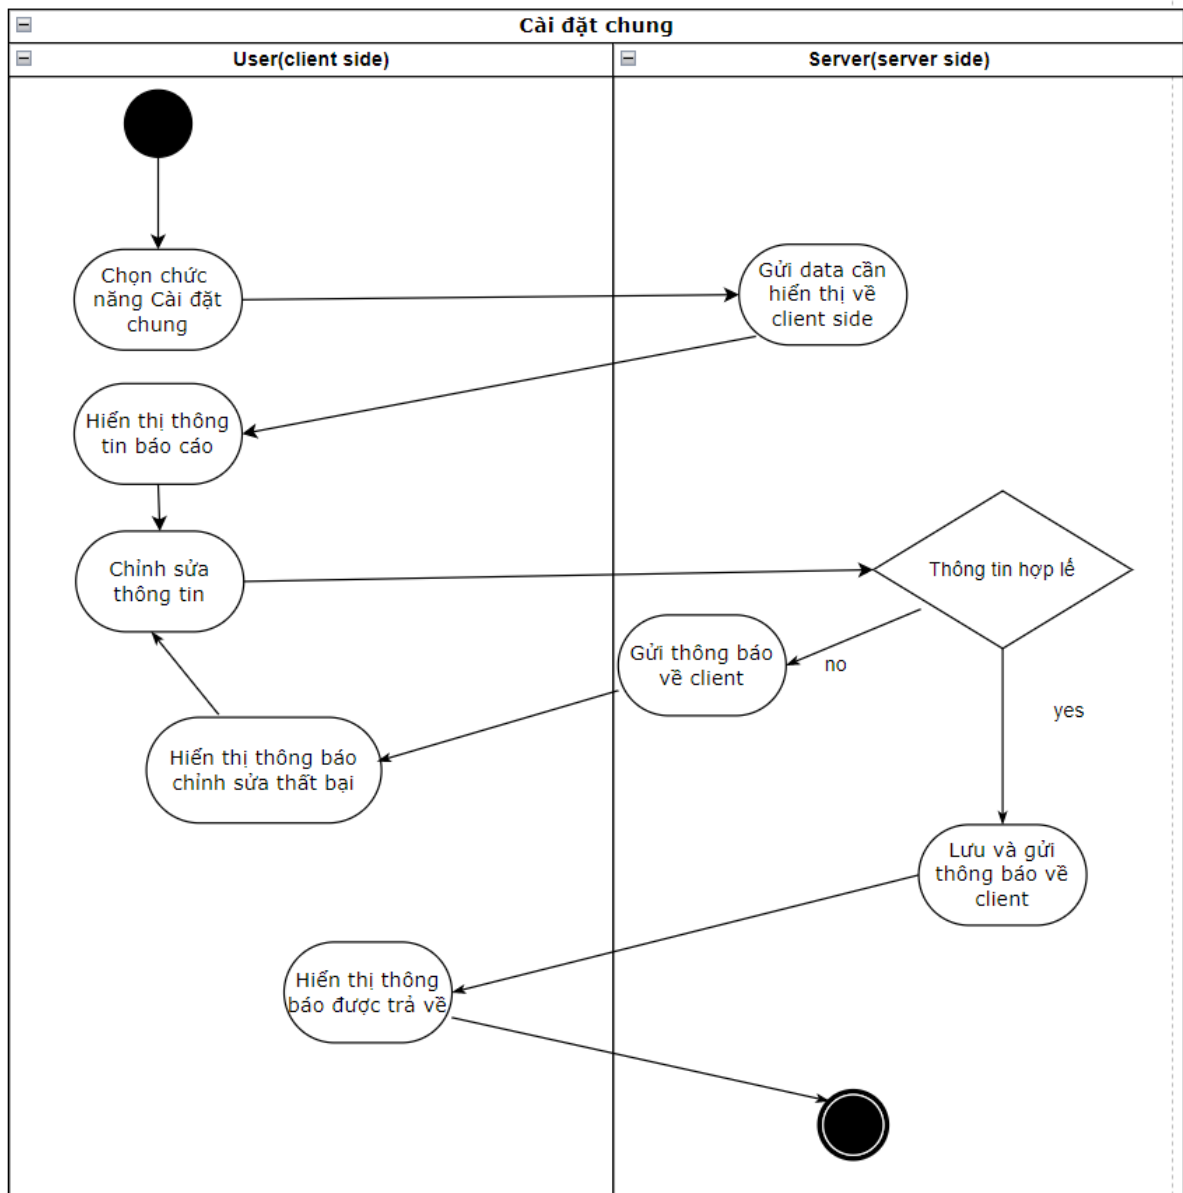 Cài đặt chung
User(client side)
Server(server side)
Chọn chức
năng Cài đặt
chung
Gửi data cần
hiển thị về
client side
Hiển thị thông
tin báo cáo
Chỉnh sửa
thông tin
Thông tin hợp lể
Gửi thông báo
về client
no
yes
Hiển thị thông báo
chỉnh sửa thất bại
Lưu và gửi
thông báo về
client
Hiển thị thông
báo được trả về